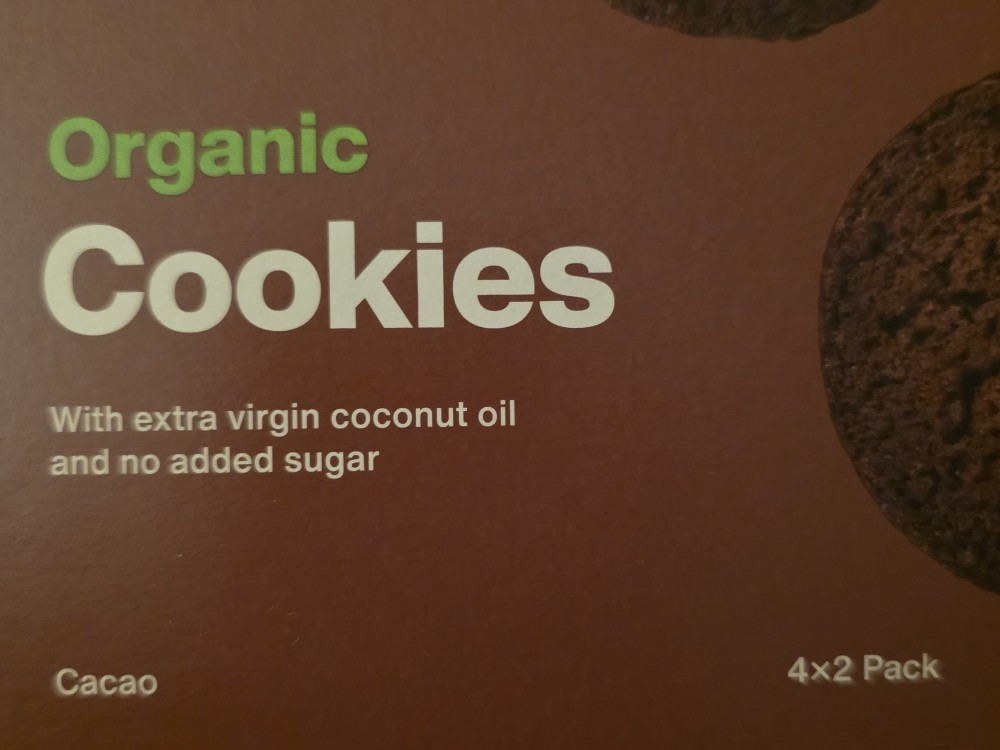 Organic
Cookies
With extra virgin coconut oil
and no added sugar
Cacao
4×2 Pack